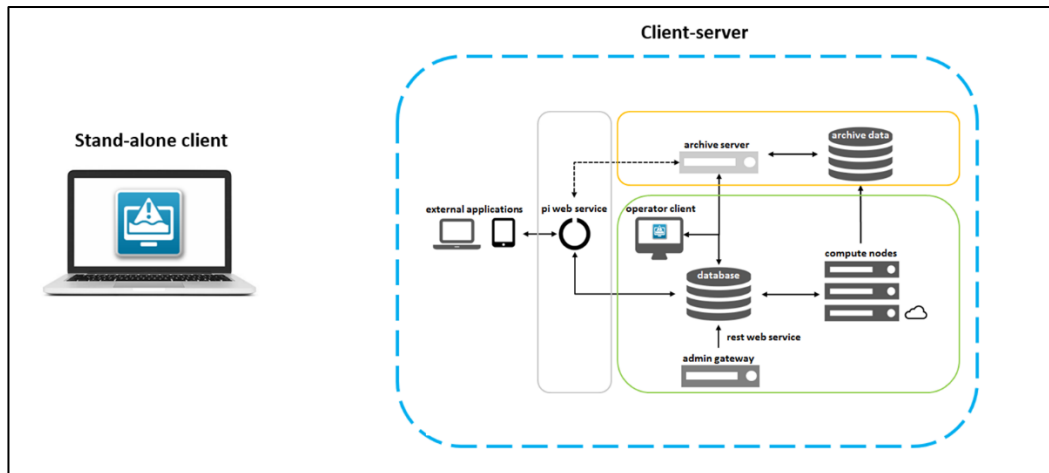 Client-server
Stand-alone client
archive server
archive data
external applications
pi web service
operator client
compute nodes
database
rest web service
admin gateway